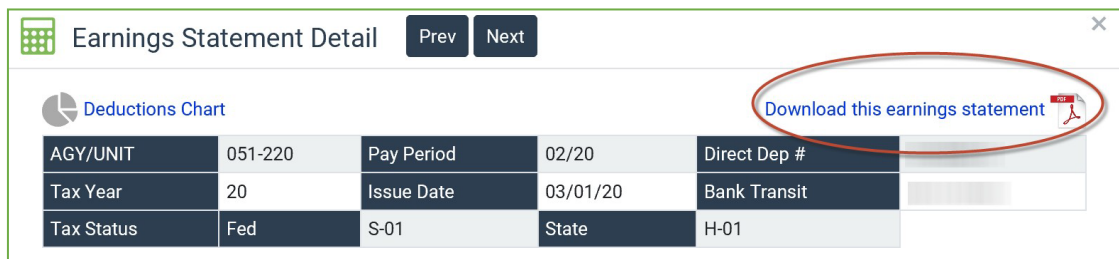 Earnings Statement Detail Prev Next ×
Deductions Chart Download this earnings statement PDF
AGY/UNIT 051-220 Pay Period 02/20 Direct Dep #
Tax Year 20 Issue Date 03/01/20 Bank Transit
Tax Status Fed S-01 State H-01